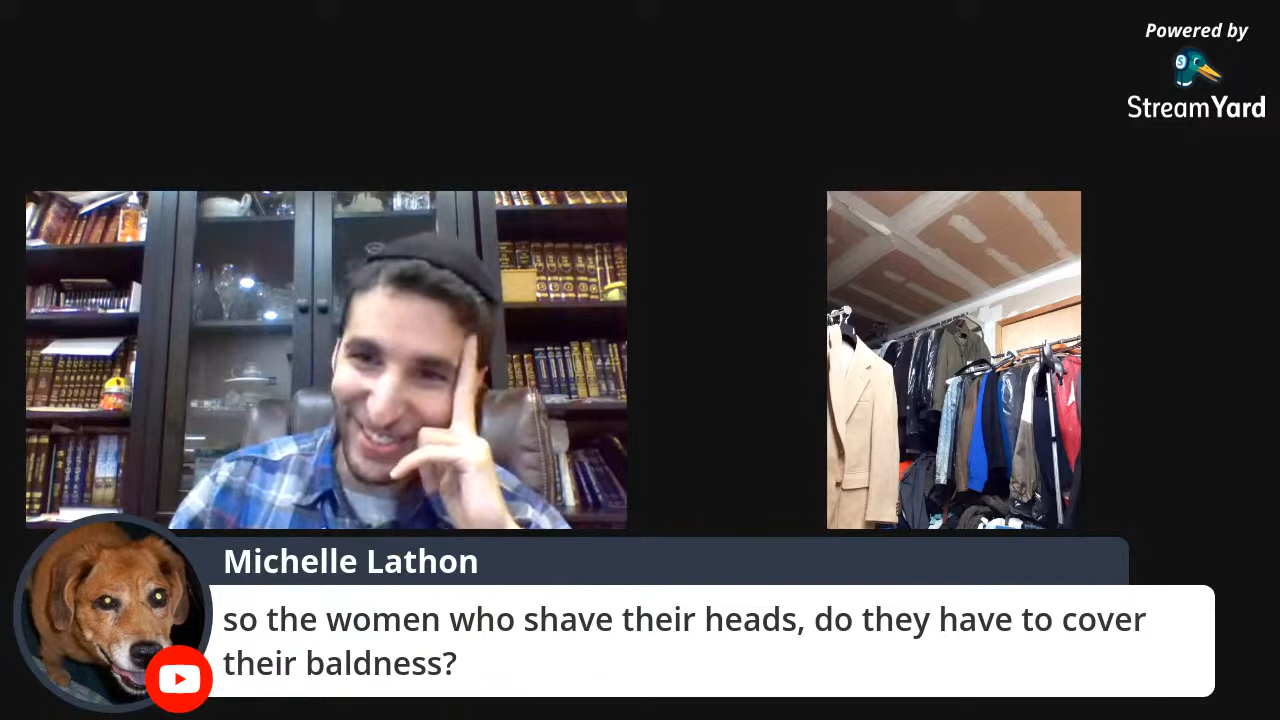 Powered by
StreamYard
Michelle Lathon
so the women who shave their heads, do they have to cover
their baldness?